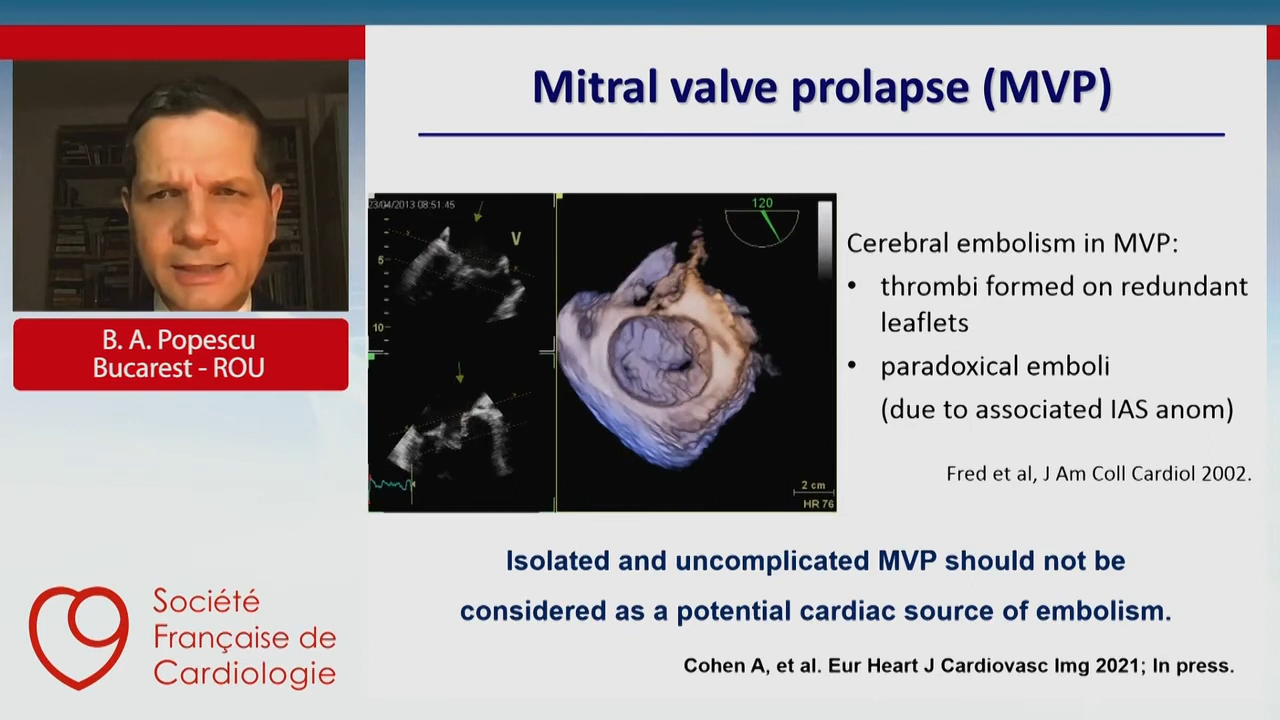 Mitral valve prolapse (MVP)
23/04/2013 08:51:45
V
5
10
120
2 cm
HR 76
Cerebral embolism in MVP:
• thrombi formed on redundant
leaflets
• paradoxical emboli
(due to associated IAS anom)
Fred et al, J Am Coll Cardiol 2002.
Isolated and uncomplicated MVP should not be
considered as a potential cardiac source of embolism.
Cohen A, et al. Eur Heart J Cardiovasc Img 2021; In press.
B. A. Popescu
Bucarest - ROU
Société
Française de
Cardiologie